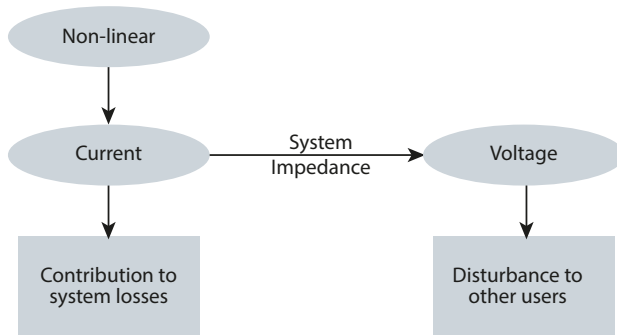 Non-linear
Current
System
Impedance
Voltage
Contribution to
system losses
Disturbance to
other users